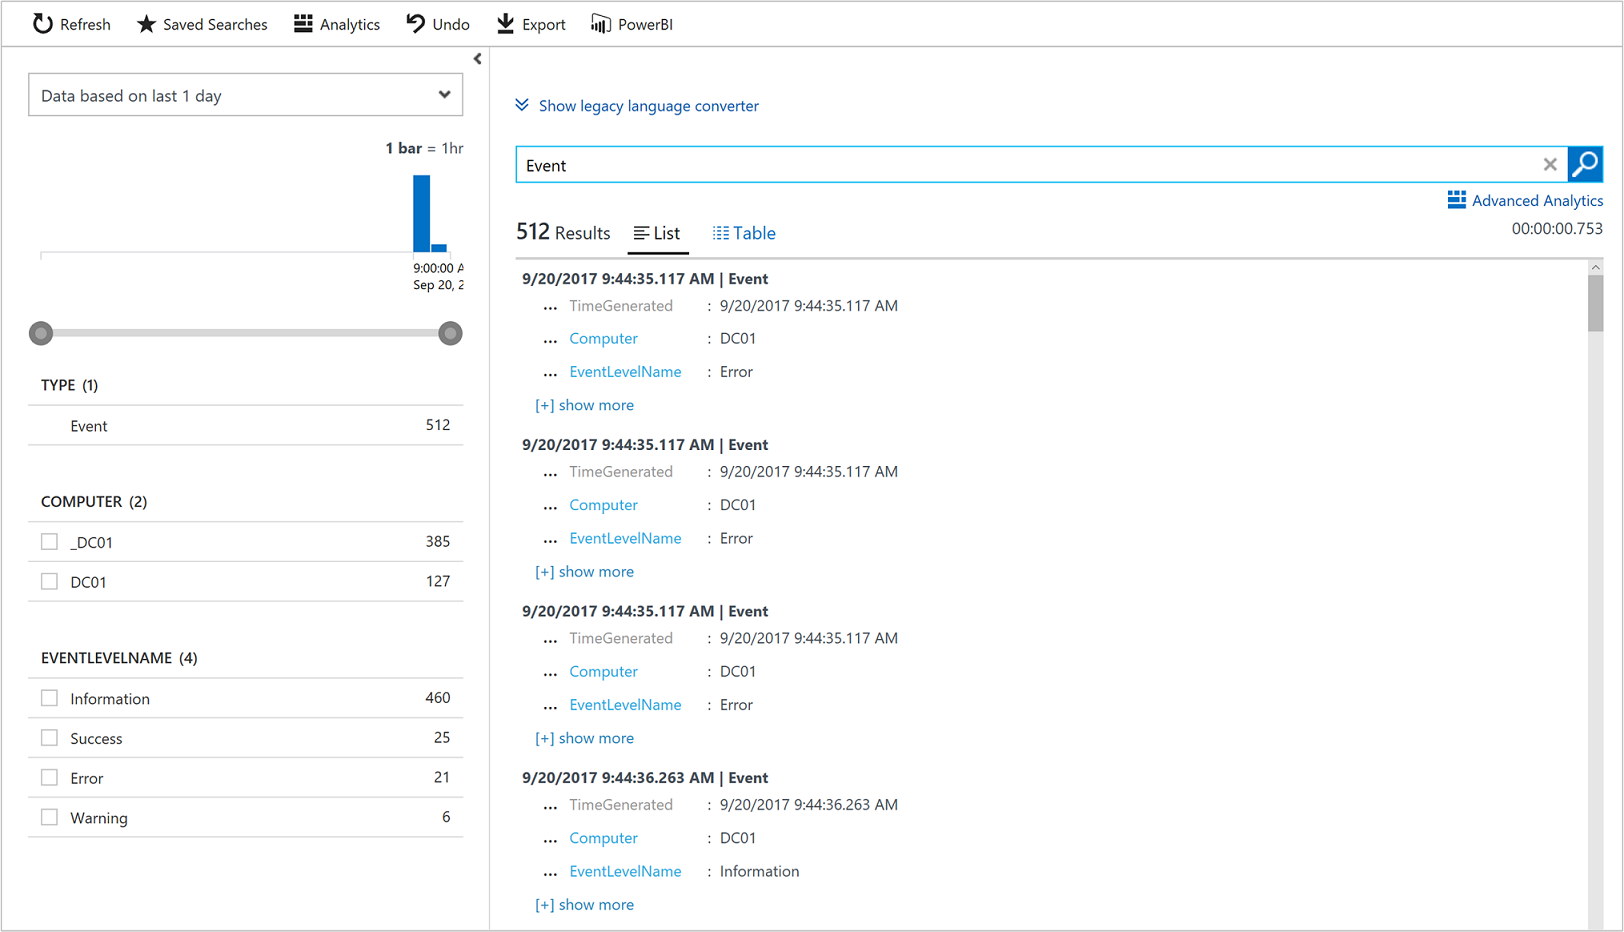 Refresh Saved Searches Analytics Undo Export PowerBI
Data based on last 1 day
1 bar = 1hr
9:00:00 A
Sep 20, 2
TYPE (1)
Event 512
COMPUTER (2)
_DC01 385
DC01 127
EVENTLEVELNAME (4)
Information 460
Success 25
Error 21
Warning 6
Show legacy language converter
Event
Advanced Analytics
512 Results List Table 00:00:00.753
9/20/2017 9:44:35.117 AM | Event
... TimeGenerated : 9/20/2017 9:44:35.117 AM
... Computer : DC01
... EventLevelName : Error
[+] show more
9/20/2017 9:44:35.117 AM | Event
... TimeGenerated : 9/20/2017 9:44:35.117 AM
... Computer : DC01
... EventLevelName : Error
[+] show more
9/20/2017 9:44:35.117 AM | Event
... TimeGenerated : 9/20/2017 9:44:35.117 AM
... Computer : DC01
... EventLevelName : Error
[+] show more
9/20/2017 9:44:36.263 AM | Event
... TimeGenerated : 9/20/2017 9:44:36.263 AM
... Computer : DC01
... EventLevelName : Information
[+] show more